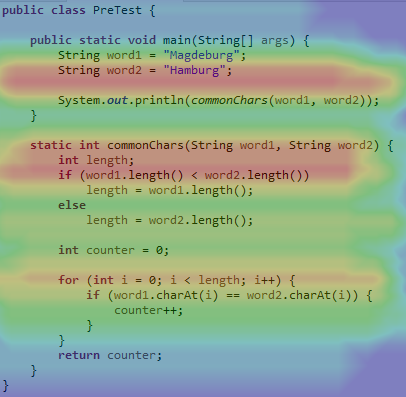 public class PreTest {
public static void main(String[] args) {
String word1 = "Magdeburg";
String word2 = "Hamburg";
System.out.println(commonChars(word1, word2));
}
static int commonChars(String word1, String word2) {
int length;
if (word1.length() < word2.length())
length = word1.length();
else
length = word2.length();
int counter = 0;
for (int i = 0; i < length; i++) {
if (word1.charAt(i) == word2.charAt(i)) {
counter++;
}
}
return counter;
}
}